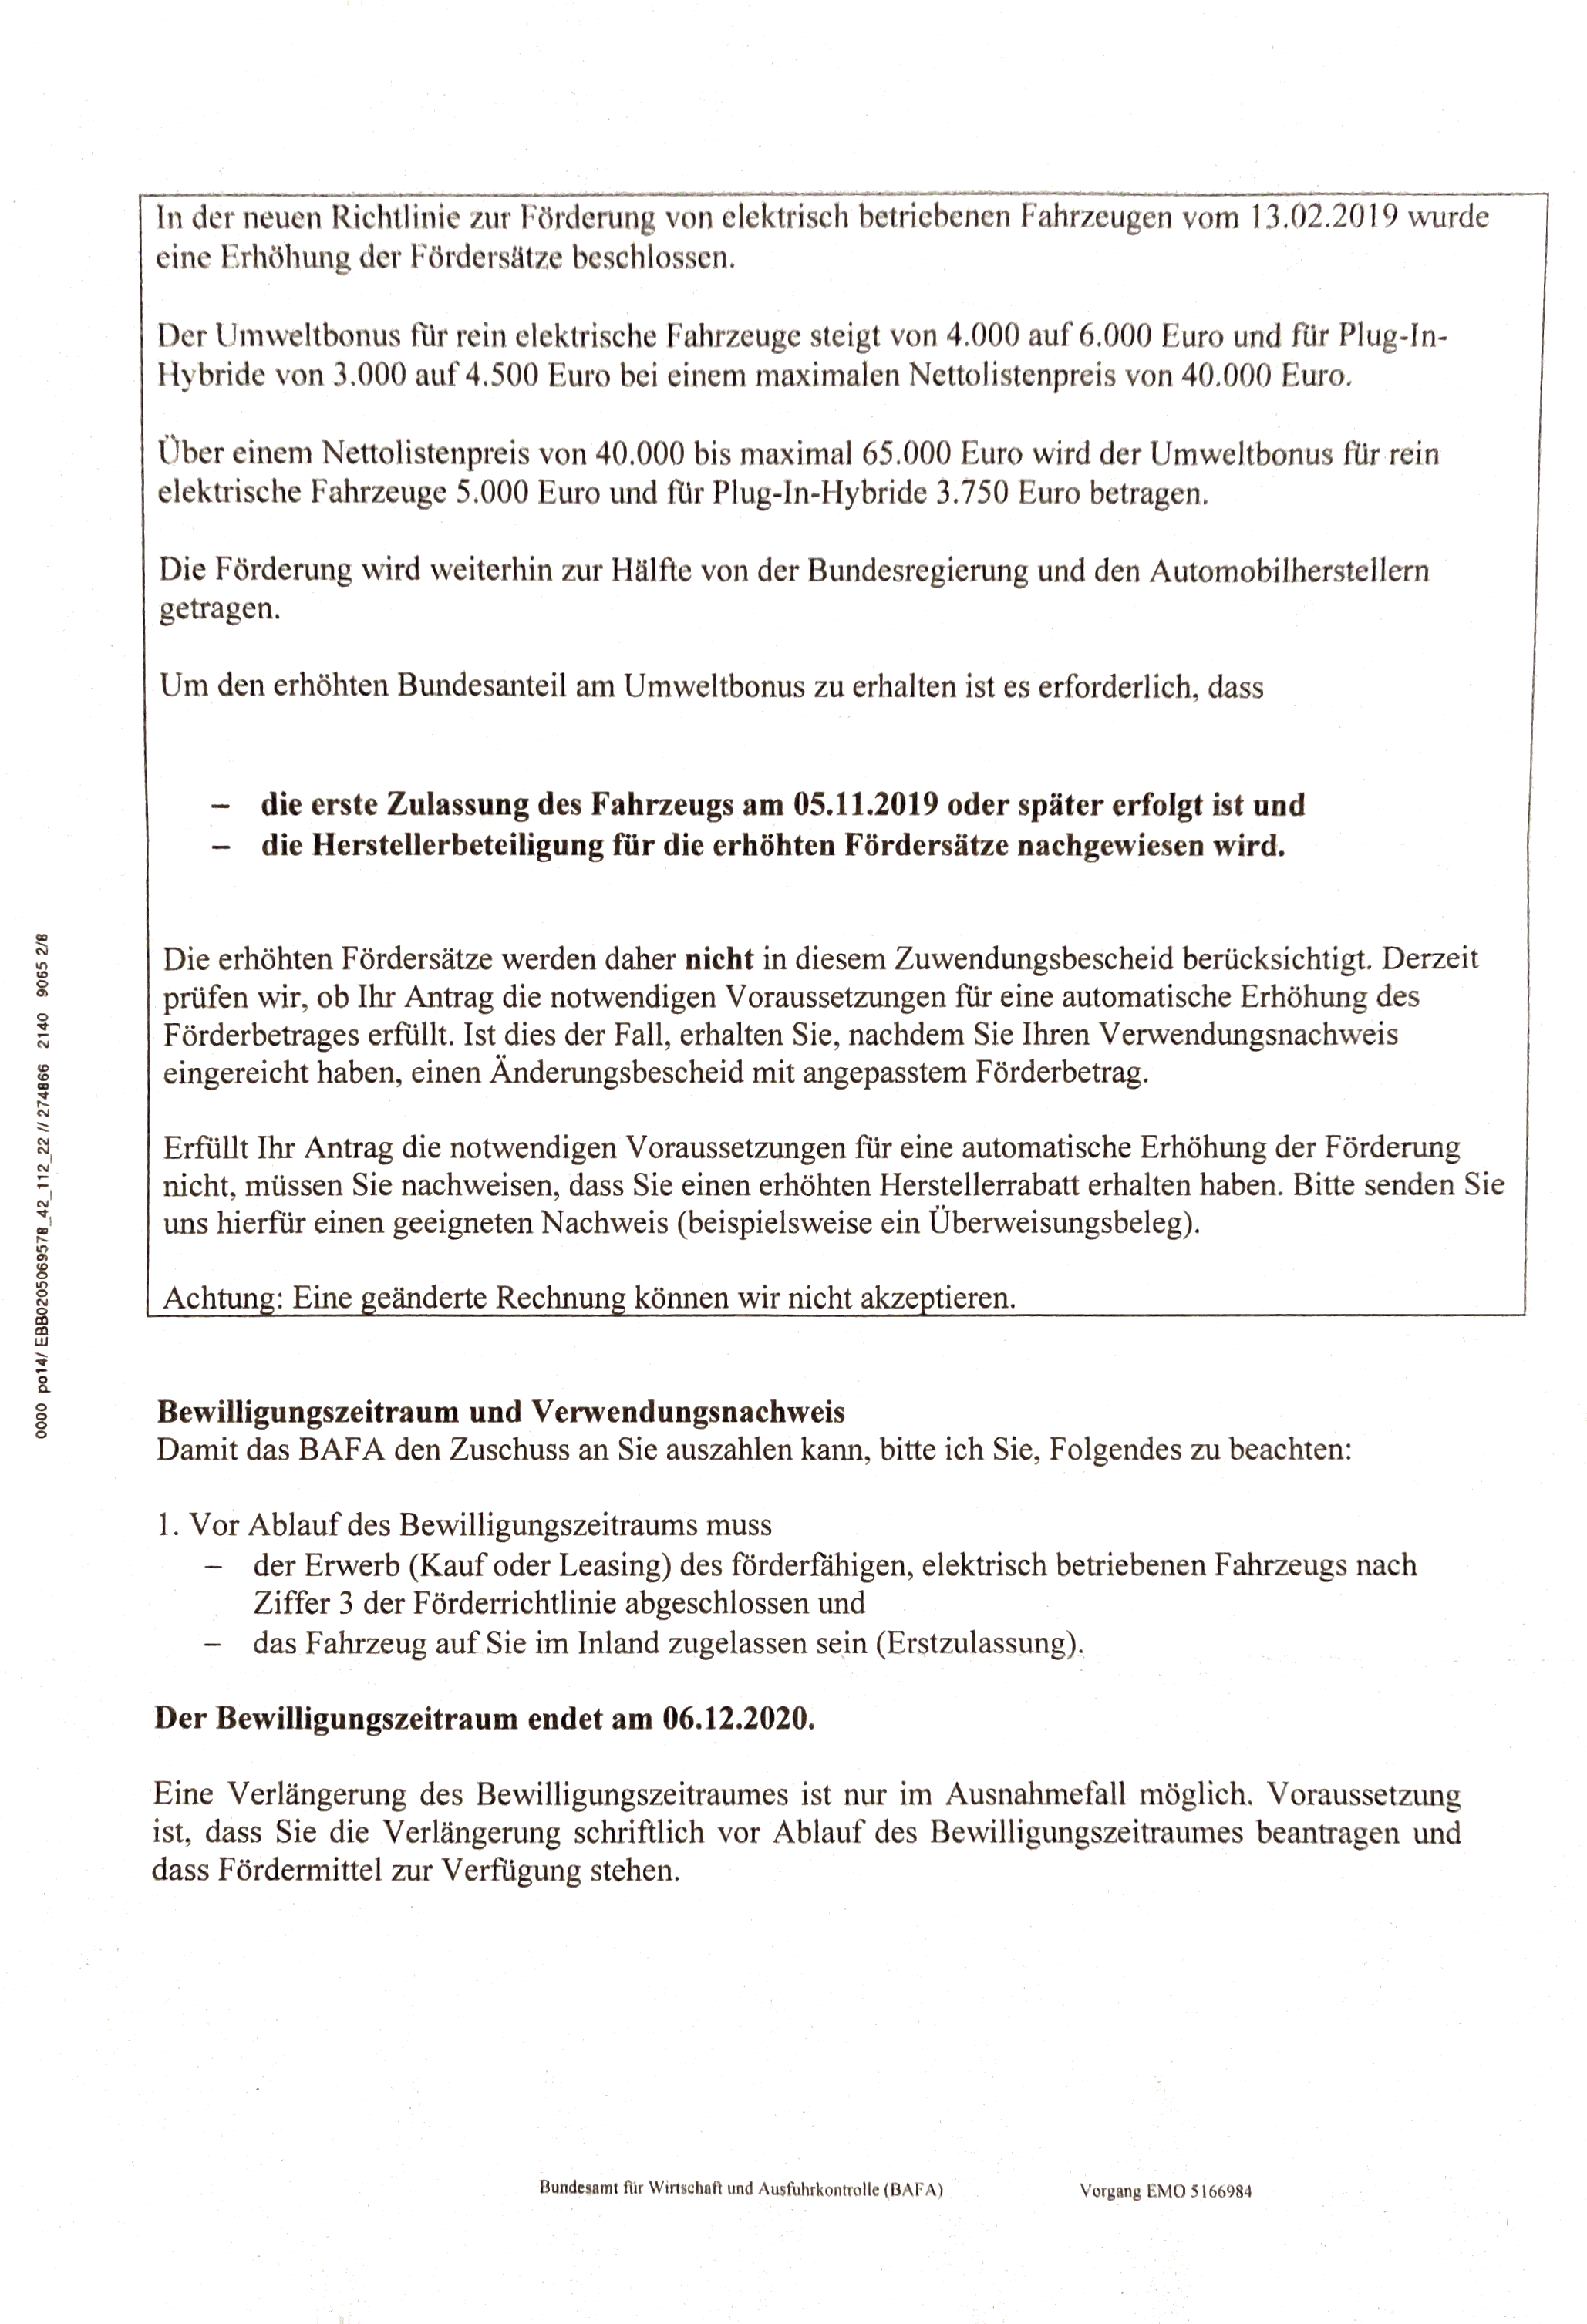 In der neuen Richtlinie zur Förderung von elektrisch betriebenen Fahrzeugen vom 13.02.2019 wurde
eine Erhöhung der Fördersätze beschlossen.
Der Umweltbonus für rein elektrische Fahrzeuge steigt von 4.000 auf 6.000 Euro und für Plug-In-
Hybride von 3.000 auf 4.500 Euro bei einem maximalen Nettolistenpreis von 40.000 Euro.
Über einem Nettolistenpreis von 40.000 bis maximal 65.000 Euro wird der Umweltbonus für rein
elektrische Fahrzeuge 5.000 Euro und für Plug-In-Hybride 3.750 Euro betragen.
Die Förderung wird weiterhin zur Hälfte von der Bundesregierung und den Automobilherstellern
getragen.
Um den erhöhten Bundesanteil am Umweltbonus zu erhalten ist es erforderlich, dass
– die erste Zulassung des Fahrzeugs am 05.11.2019 oder später erfolgt ist und
– die Herstellerbeteiligung für die erhöhten Fördersätze nachgewiesen wird.
Die erhöhten Fördersätze werden daher nicht in diesem Zuwendungsbescheid berücksichtigt. Derzeit
prüfen wir, ob Ihr Antrag die notwendigen Voraussetzungen für eine automatische Erhöhung des
Förderbetrages erfüllt. Ist dies der Fall, erhalten Sie, nachdem Sie Ihren Verwendungsnachweis
eingereicht haben, einen Änderungsbescheid mit angepasstem Förderbetrag.
Erfüllt Ihr Antrag die notwendigen Voraussetzungen für eine automatische Erhöhung der Förderung
nicht, müssen Sie nachweisen, dass Sie einen erhöhten Herstellerrabatt erhalten haben. Bitte senden Sie
uns hierfür einen geeigneten Nachweis (beispielsweise ein Überweisungsbeleg).
Achtung: Eine geänderte Rechnung können wir nicht akzeptieren.
0000 po14/ EBB0205069578_42_112_22 // 274866 2140 9065 2/8
Bewilligungszeitraum und Verwendungsnachweis
Damit das BAFA den Zuschuss an Sie auszahlen kann, bitte ich Sie, Folgendes zu beachten:
1. Vor Ablauf des Bewilligungszeitraums muss
– der Erwerb (Kauf oder Leasing) des förderfähigen, elektrisch betriebenen Fahrzeugs nach
Ziffer 3 der Förderrichtlinie abgeschlossen und
– das Fahrzeug auf Sie im Inland zugelassen sein (Erstzulassung).
Der Bewilligungszeitraum endet am 06.12.2020.
Eine Verlängerung des Bewilligungszeitraumes ist nur im Ausnahmefall möglich. Voraussetzung
ist, dass Sie die Verlängerung schriftlich vor Ablauf des Bewilligungszeitraumes beantragen und
dass Fördermittel zur Verfügung stehen.
Bundesamt für Wirtschaft und Ausfuhrkontrolle (BAFA) Vorgang EMO 5166984